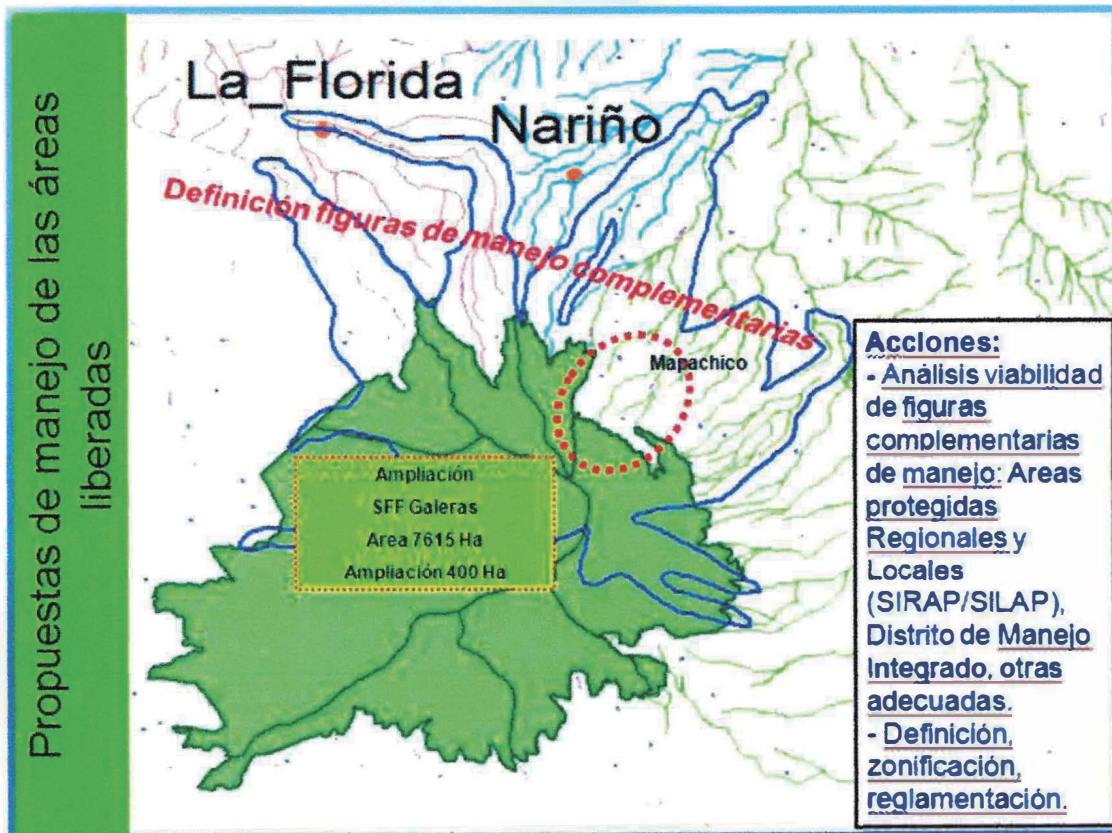 Propuestas de manejo de las áreas
liberadas
La_Florida
Nariño
Definición figuras de manejo complementarias
Mapachico
Ampliación
SFF Galeras
Area 7615 Ha
Ampliación 400 Ha
Acciones:
- Análisis viabilidad
de figuras
complementarias
de manejo: Areas
protegidas
Regionales y
Locales
(SIRAP/SILAP),
Distrito de Manejo
Integrado, otras
adecuadas.
- Definición,
zonificación,
reglamentación.